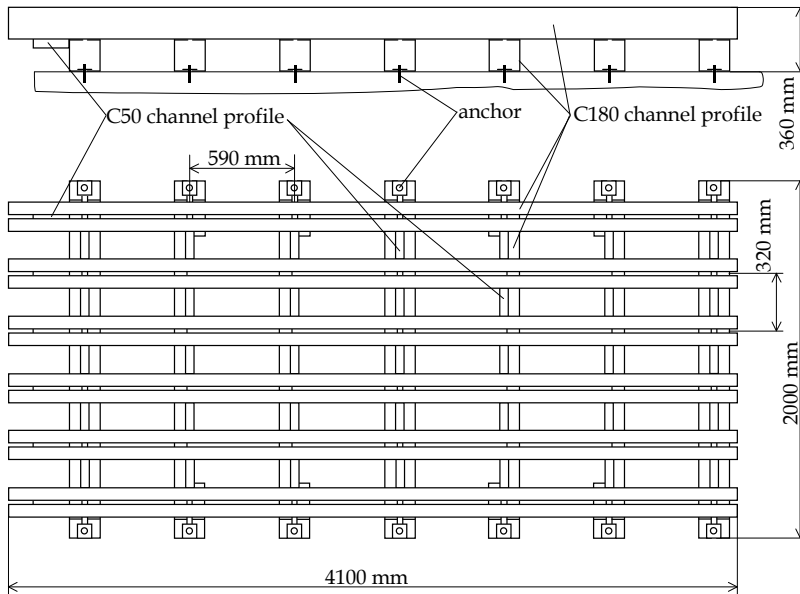 360 mm
C50 channel profile
anchor
C180 channel profile
590 mm
320 mm
2000 mm
4100 mm